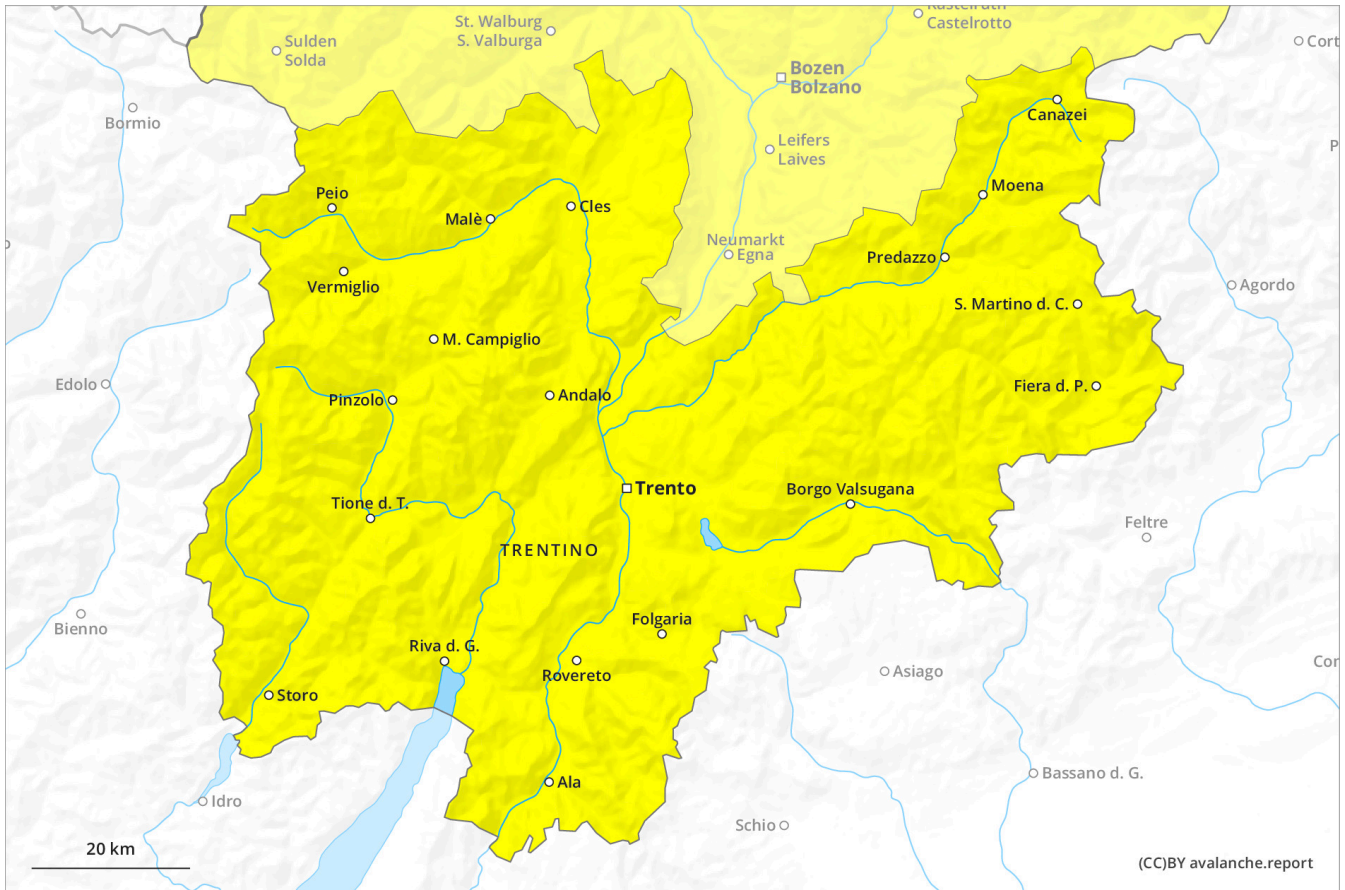 Kastelruth
Castelrotto
St. Walburg
S. Valburga
Sulden
Solda
Cort
Bozen
Bolzano
Bormio
Canazei
Leifers
Laives
P
Moena
Peio
Cles
Malè
Neumarkt
Egna
Predazzo
Vermiglio
Agordo
S. Martino d. C.
M. Campiglio
Edolo
Fiera d. P.
Andalo
Pinzolo
Trento
Borgo Valsugana
Tione d. T.
Feltre
TRENTINO
Bienno
Folgaria
Riva d. G.
Cor
Asiago
Rovereto
Storo
Bassano d. G.
Ala
Idro
Schio
20 km
(CC)BY avalanche.report